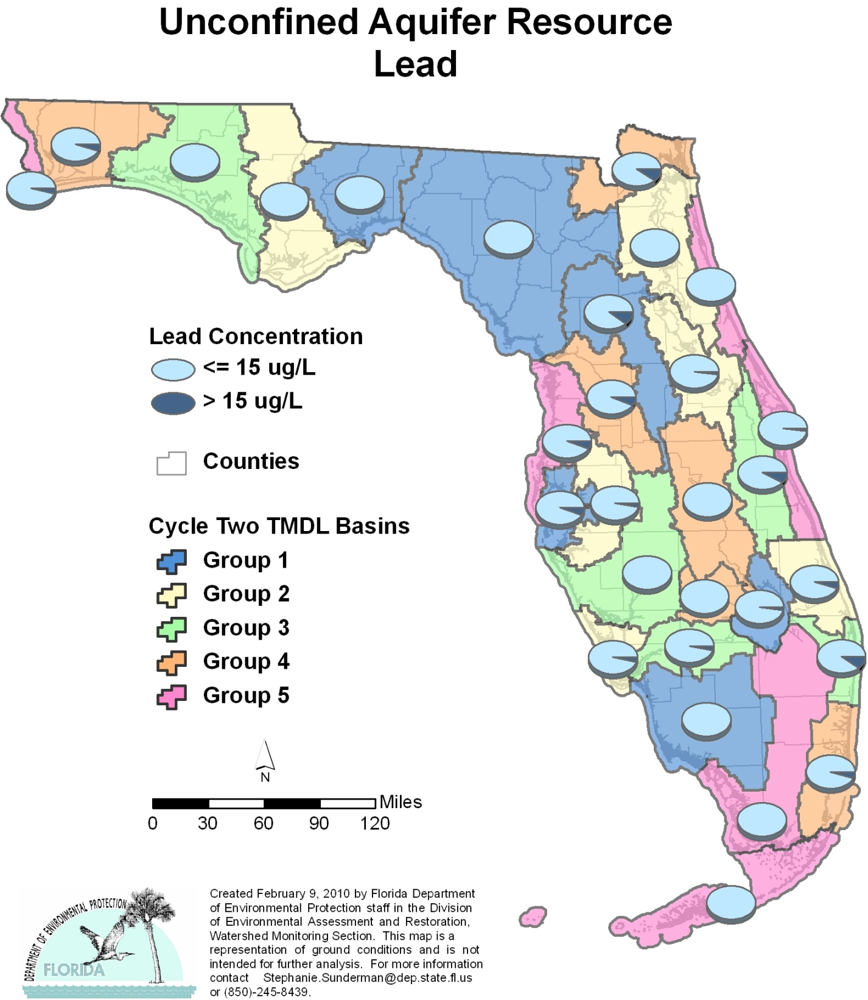 Unconfined Aquifer Resource
Lead
Lead Concentration
<= 15 ug/L
> 15 ug/L
Counties
Cycle Two TMDL Basins
Group 1
Group 2
Group 3
Group 4
Group 5
N
Miles
0 30 60 90 120
DEPARTMENT OF ENVIRONMENTAL PROTECTION
FLORIDA
Created February 9, 2010 by Florida Department
of Environmental Protection staff in the Division
of Environmental Assessment and Restoration,
Watershed Monitoring Section. This map is a
representation of ground conditions and is not
intended for further analysis. For more information
contact Stephanie.Sunderman@dep.state.fl.us
or (850)-245-8439.